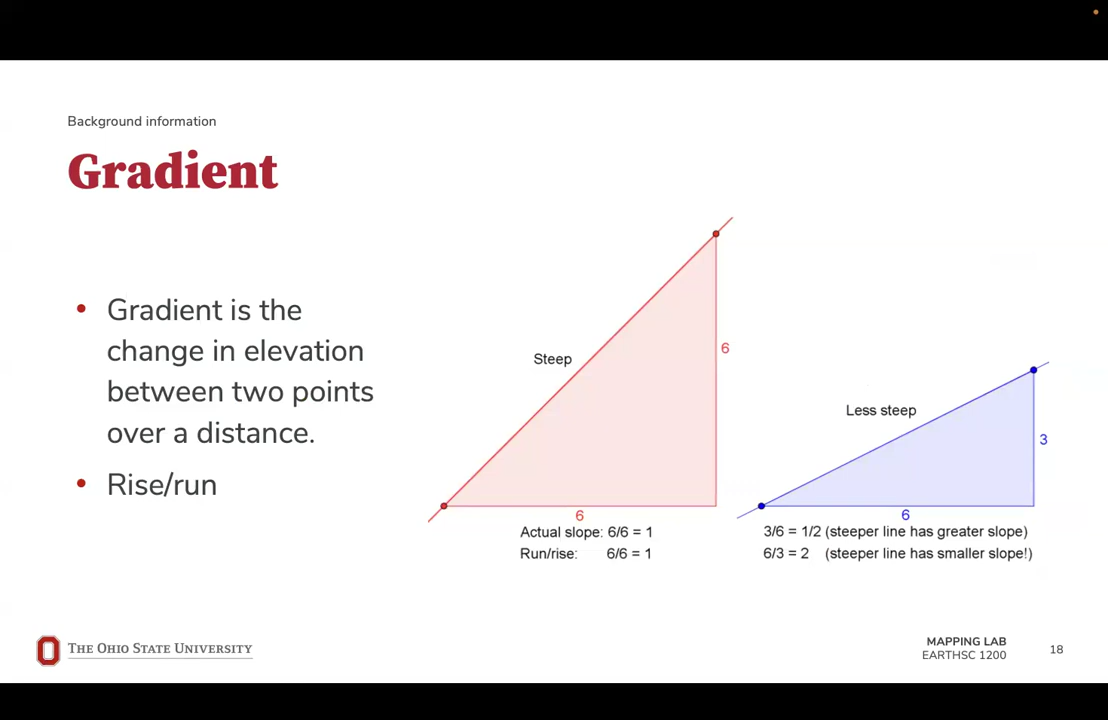 Background information
Gradient
• Gradient is the
change in elevation
between two points
over a distance.
• Rise/run
Steep
6
6
Actual slope: 6/6 = 1
Run/rise: 6/6 = 1
Less steep
3
6
3/6 = 1/2 (steeper line has greater slope)
6/3 = 2 (steeper line has smaller slope!)
THE OHIO STATE UNIVERSITY
MAPPING LAB
EARTHSC 1200
18